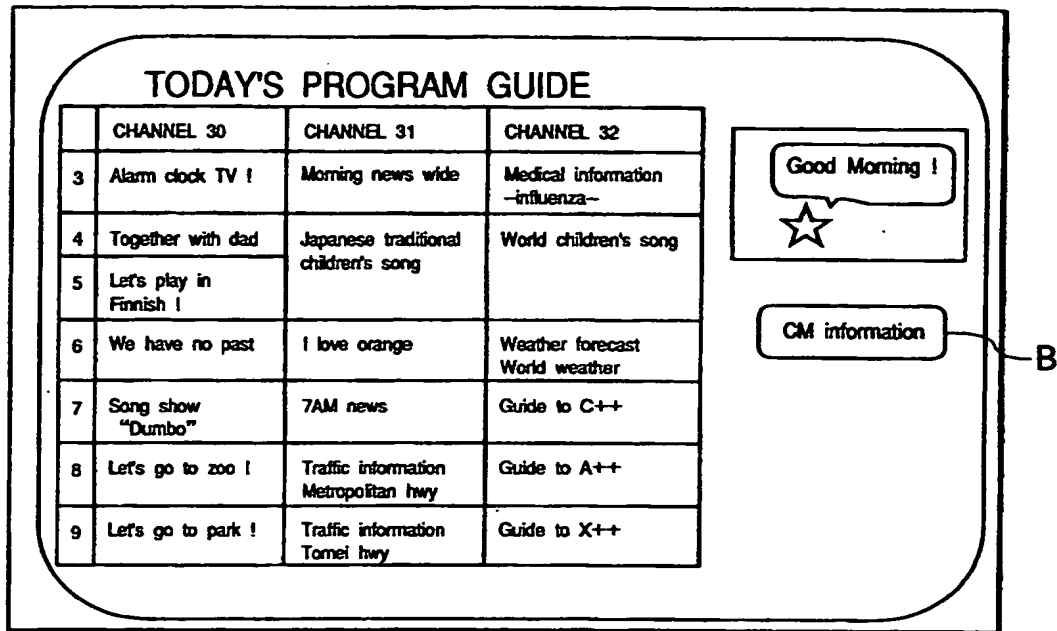 TODAY'S PROGRAM GUIDE
CHANNEL 30 CHANNEL 31 CHANNEL 32
3 Alarm clock TV ! Morning news wide Medical information
–influenza–
4 Together with dad Japanese traditional World children's song
children's song
5 Let's play in
Finnish !
6 We have no past I love orange Weather forecast
World weather
7 Song show 7AM news Guide to C++
"Dumbo"
8 Let's go to zoo ! Traffic information Guide to A++
Metropolitan hwy
9 Let's go to park ! Traffic information Guide to X++
Tomei hwy
Good Morning !
CM information
B